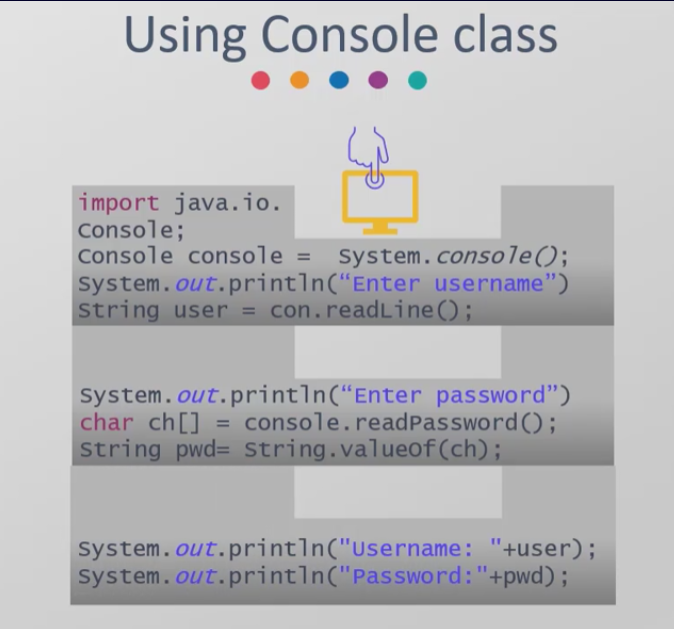 Using Console class
import java.io.
Console;
Console console =  System.console();
System.out.println(“Enter username”)
String user = con.readLine();
System.out.println(“Enter password”)
char ch[] = console.readPassword();
String pwd= String.valueOf(ch);
System.out.println("Username: "+user);
System.out.println("Password:"+pwd);